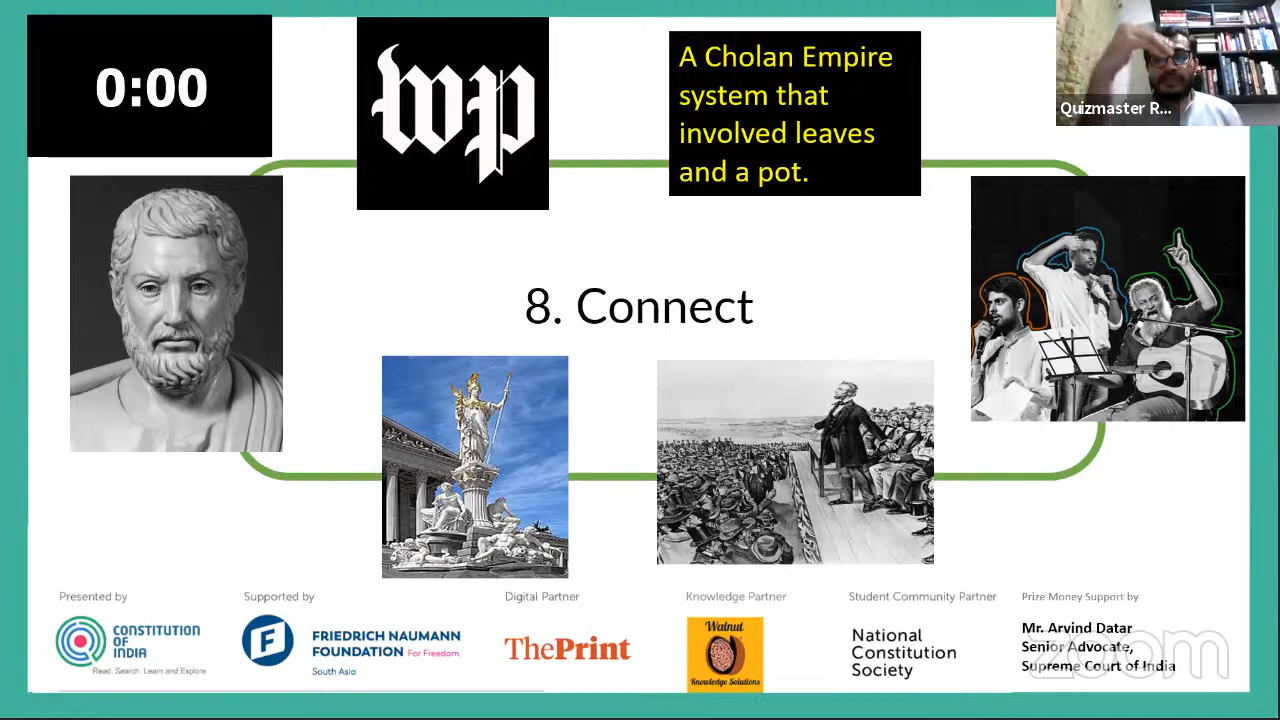 0:00
wp
A Cholan Empire
system that
involved leaves
and a pot.
Quizmaster R...
8. Connect
Presented by
CONSTITUTION
OF
INDIA
Read, Search, Learn and Explore
Supported by
F
FRIEDRICH NAUMANN
FOUNDATION For Freedom.
South Asia
Digital Partner
ThePrint
Knowledge Partner
Walnut
Knowledge Solutions
Student Community Partner
National
Constitution
Society
Prize Money Support by
Mr. Arvind Datar
Senior Advocate,
Supreme Court of India
zoom